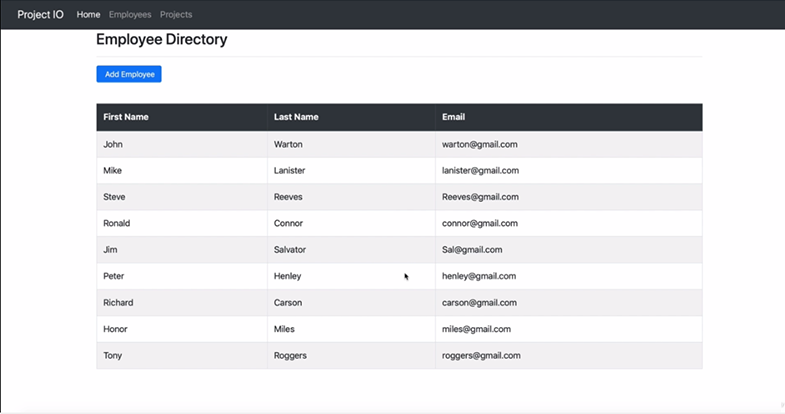 Project IO Home Employees Projects
Employee Directory
Add Employee
First Name Last Name Email
John Warton warton@gmail.com
Mike Lanister lanister@gmail.com
Steve Reeves Reeves@gmail.com
Ronald Connor connor@gmail.com
Jim Salvator Sal@gmail.com
Peter Henley henley@gmail.com
Richard Carson carson@gmail.com
Honor Miles miles@gmail.com
Tony Roggers roggers@gmail.com